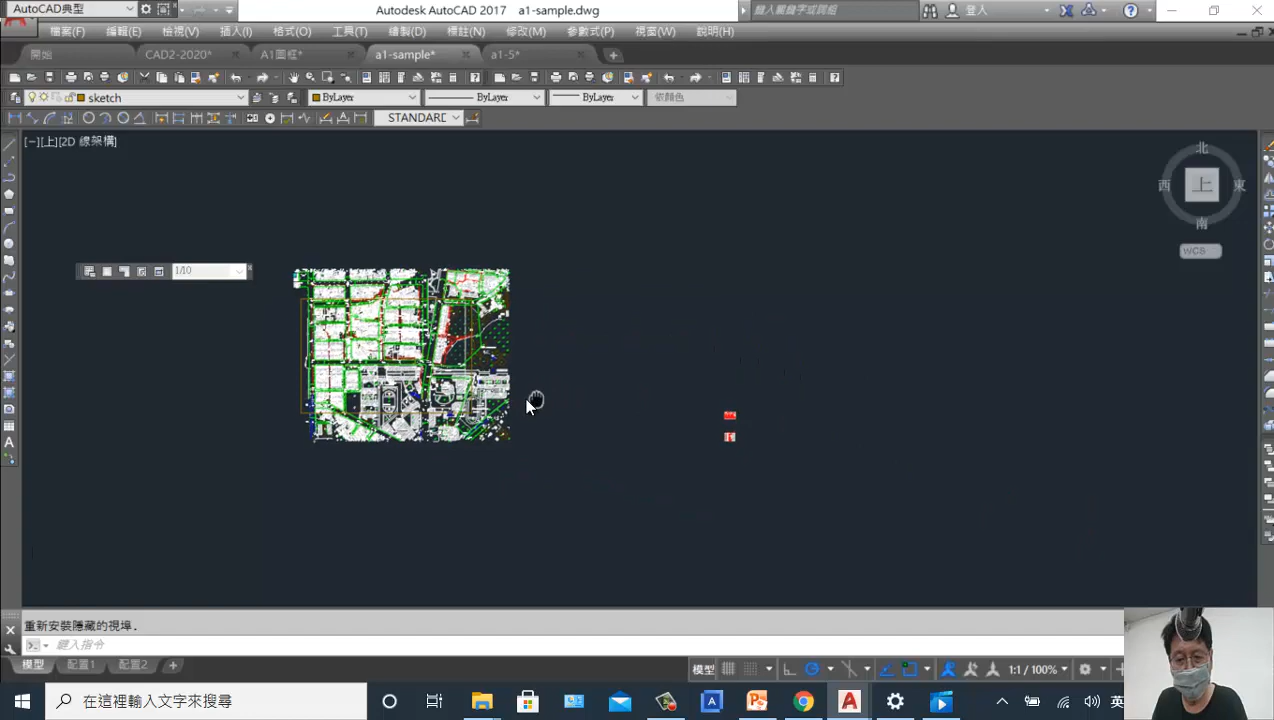 AutoCAD典型
Autodesk AutoCAD 2017 a1-sample.dwg
鍵入關鍵字或片語
登入
檔案(F) 編輯(E) 檢視(V) 插入(I) 格式(O) 工具(T) 繪製(D) 標註(N) 修改(M) 參數式(P) 視窗(W) 說明(H)
開始 CAD2-2020* A1圖框* a1-sample* a1-5*
sketch ByLayer ByLayer ByLayer 依顏色
STANDARD
[−][上][2D 線架構]
北
西 上 東
南
WCS
1/10
重新安裝隱藏的視埠.
鍵入指令
模型 配置1 配置2 +
模型 1:1 / 100%
在這裡輸入文字來搜尋
英